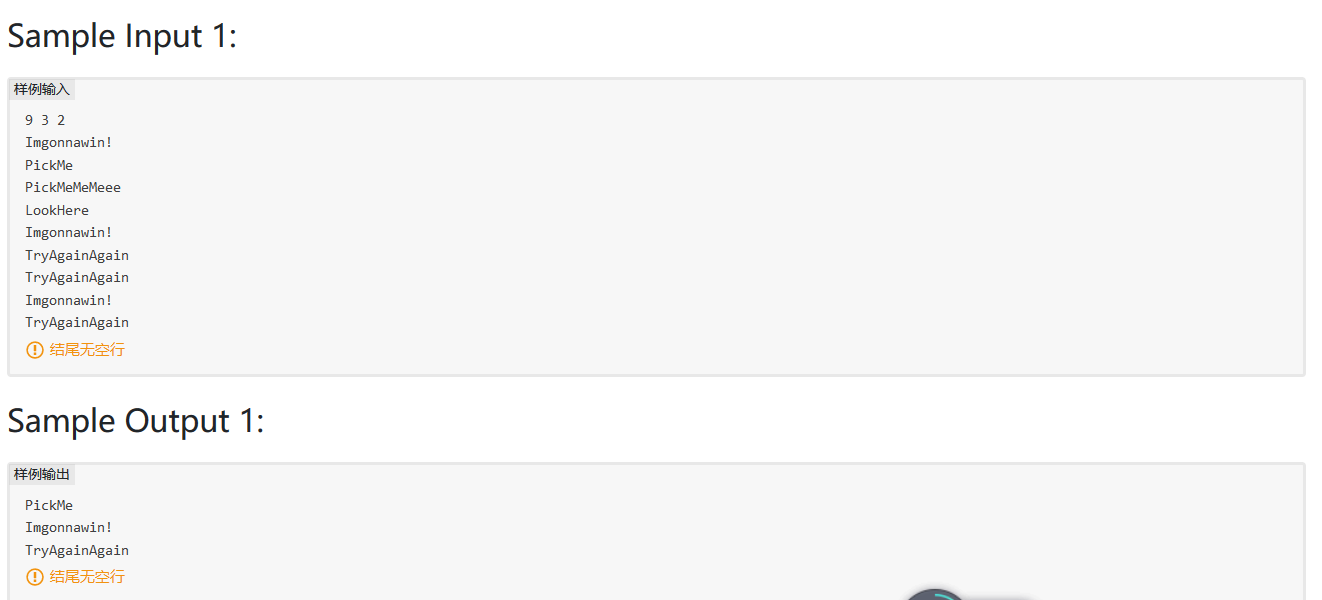 Sample Input 1:
样例输入
9 3 2
Imgonnawin!
PickMe
PickMeMeMeee
LookHere
Imgonnawin!
TryAgainAgain
TryAgainAgain
Imgonnawin!
TryAgainAgain
结尾无空行
Sample Output 1:
样例输出
PickMe
Imgonnawin!
TryAgainAgain
结尾无空行